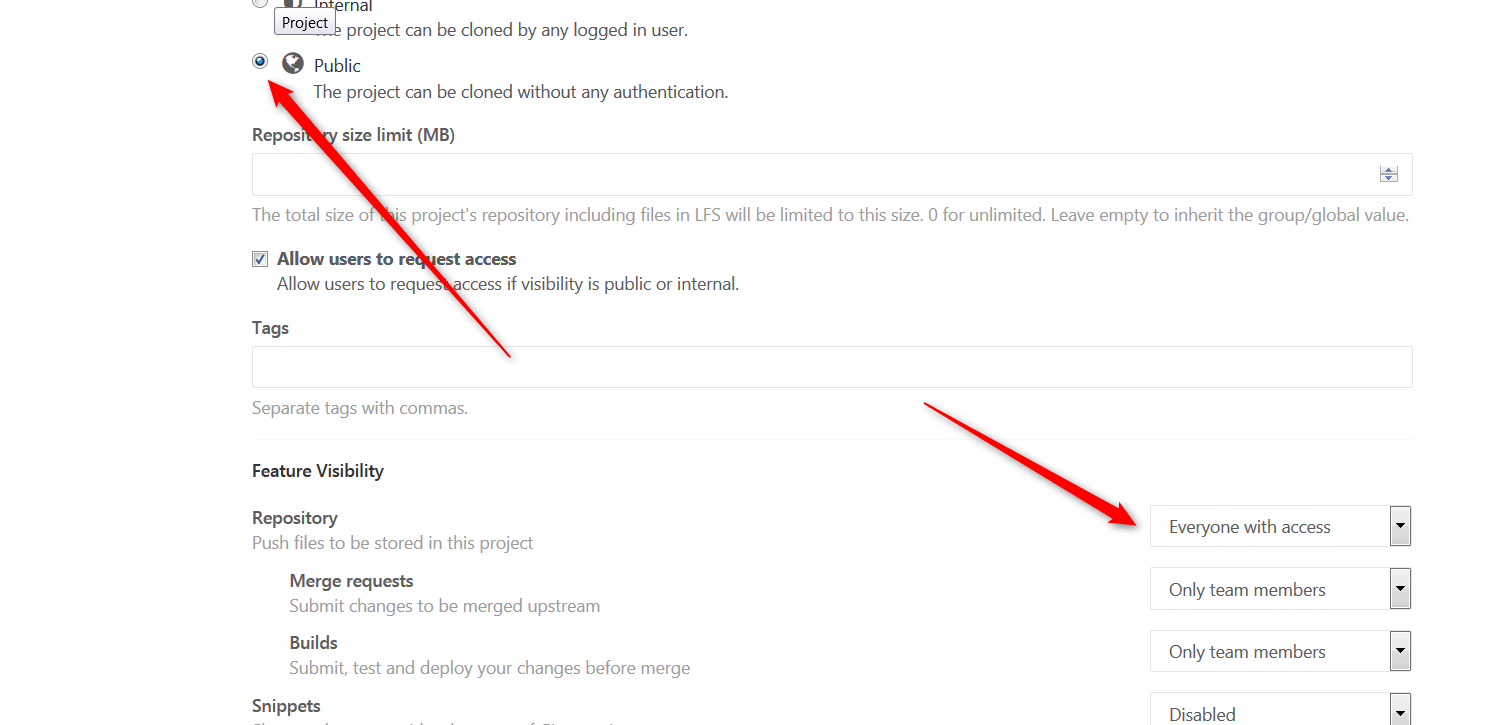 Internal
Project
The project can be cloned by any logged in user.
Public
The project can be cloned without any authentication.
Repository size limit (MB)
The total size of this project's repository including files in LFS will be limited to this size. 0 for unlimited. Leave empty to inherit the group/global value.
Allow users to request access
Allow users to request access if visibility is public or internal.
Tags
Separate tags with commas.
Feature Visibility
Repository
Push files to be stored in this project
Everyone with access
Merge requests
Submit changes to be merged upstream
Only team members
Builds
Submit, test and deploy your changes before merge
Only team members
Snippets
Disabled